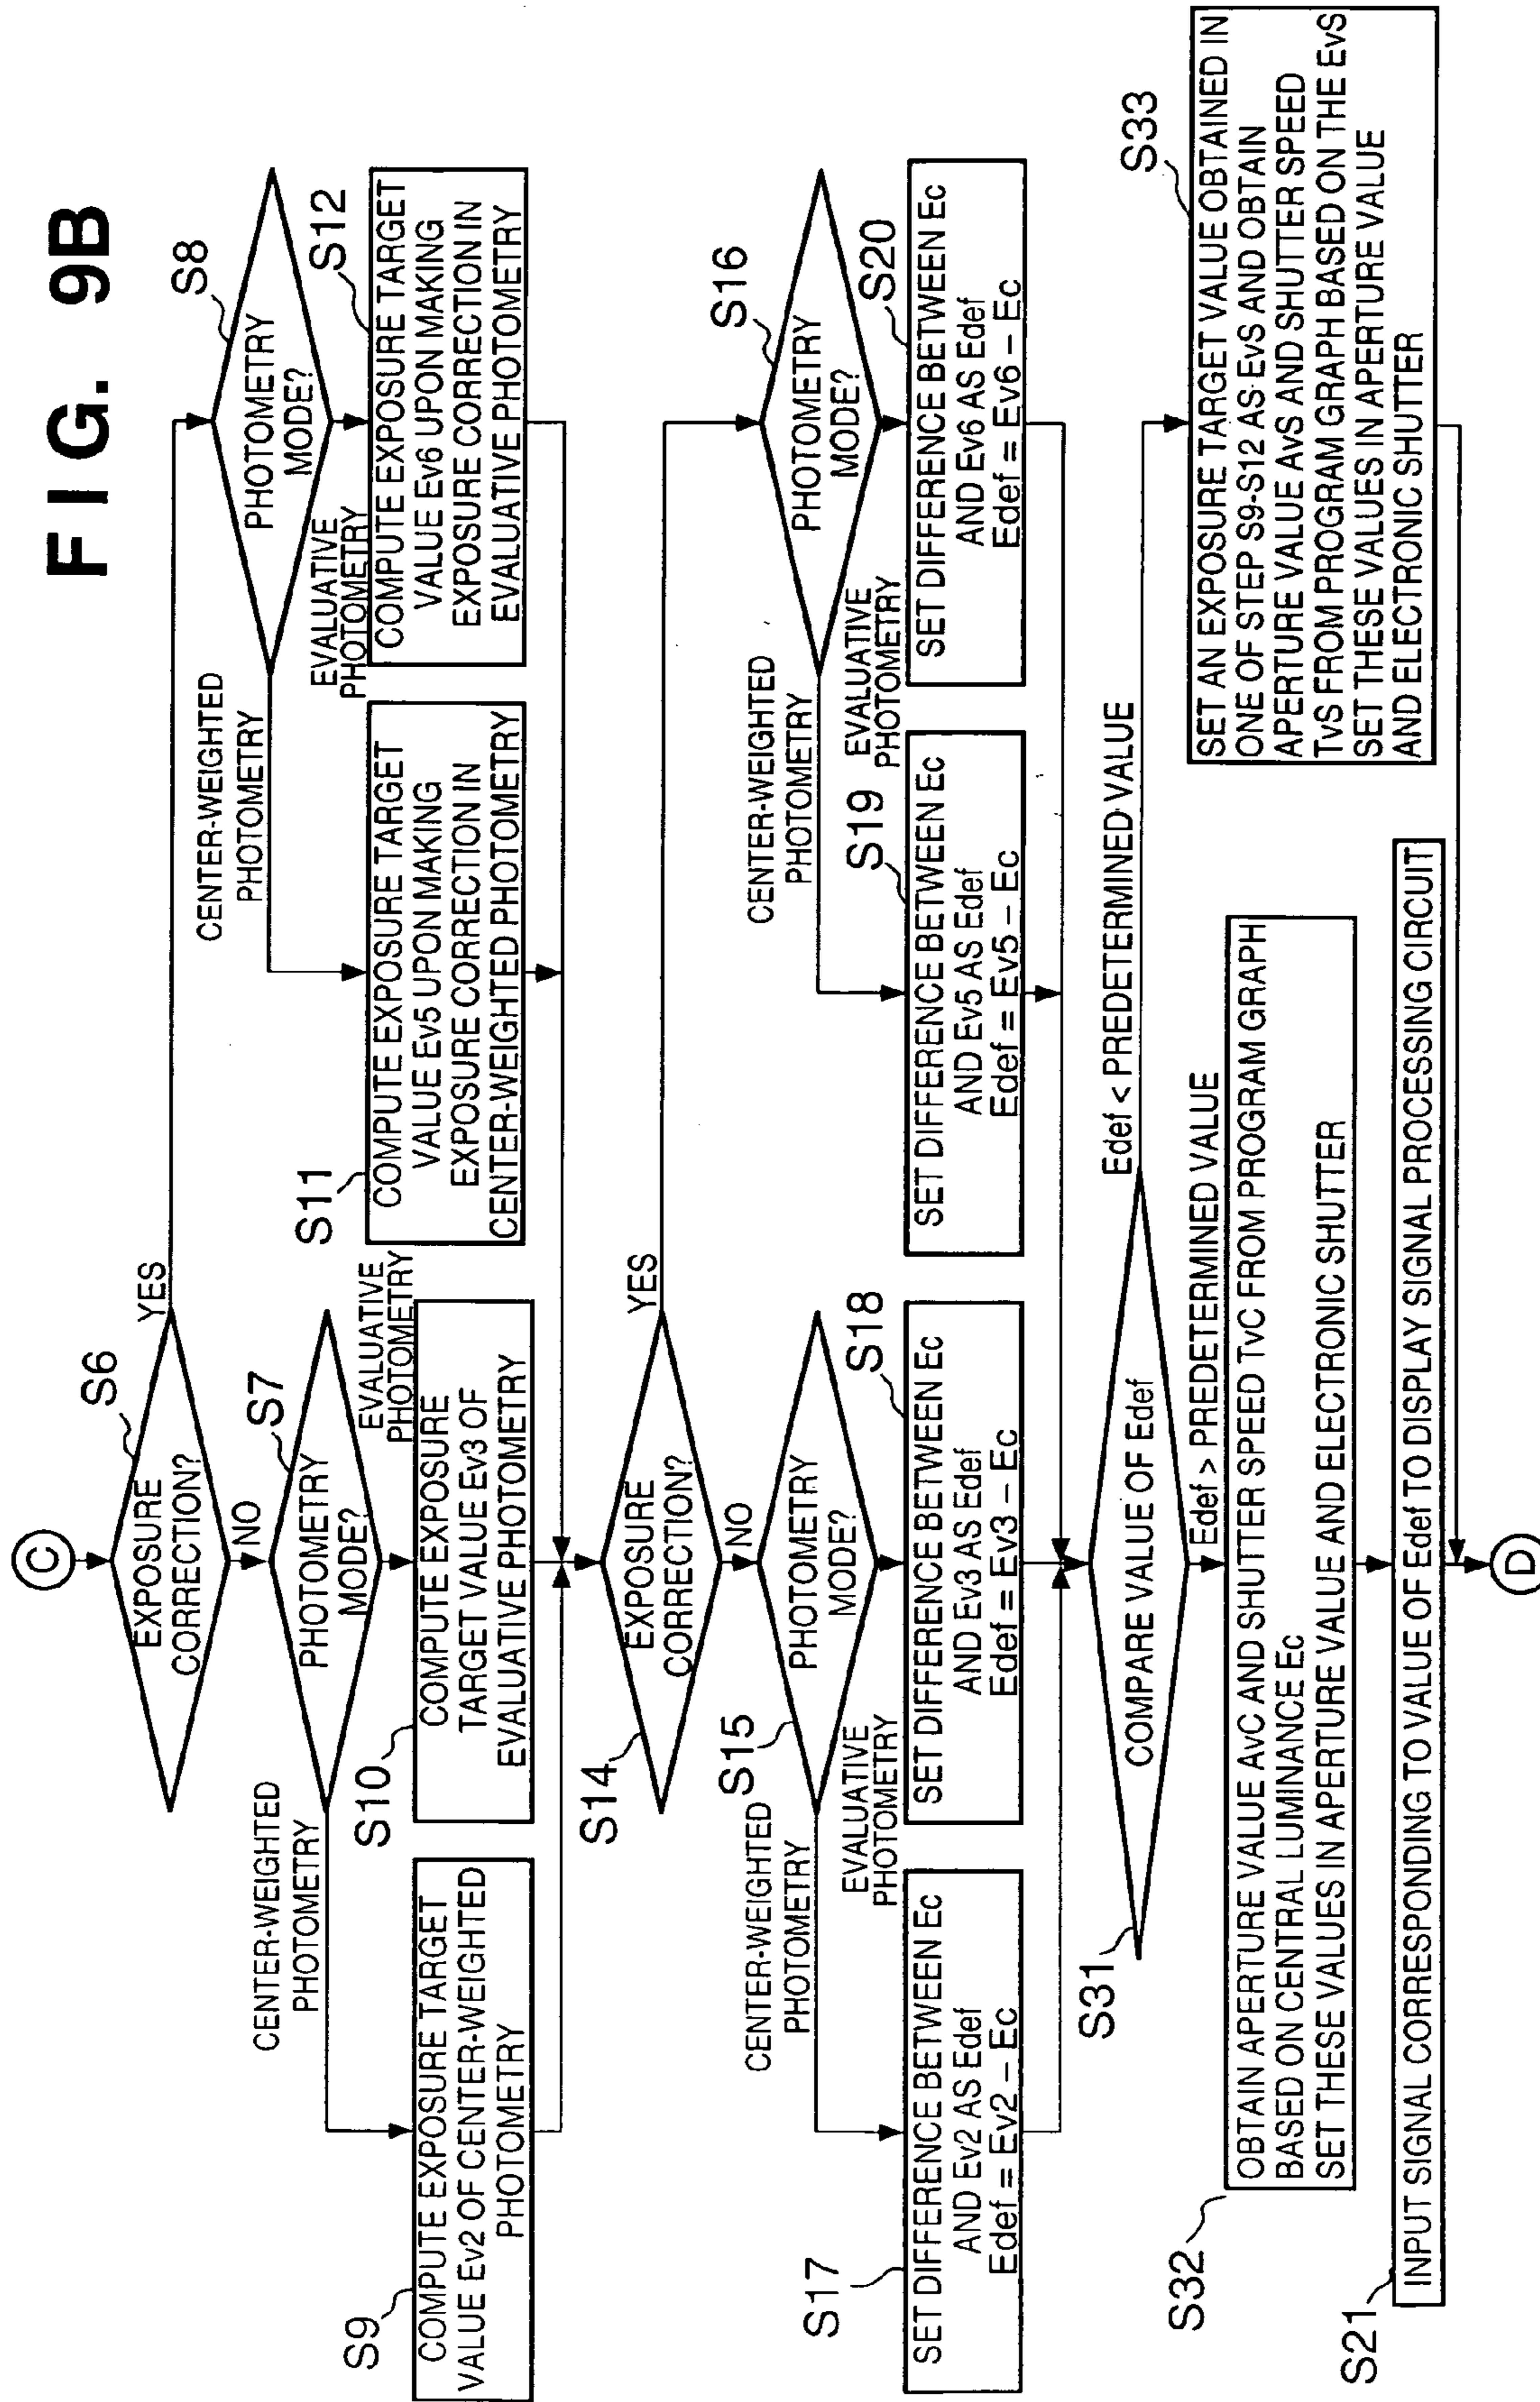 FIG. 9B
C
S6
EXPOSURE
CORRECTION?
YES
NO
S7
PHOTOMETRY
MODE?
S8
PHOTOMETRY
MODE?
CENTER-WEIGHTED
PHOTOMETRY
EVALUATIVE
PHOTOMETRY
CENTER-WEIGHTED
PHOTOMETRY
EVALUATIVE
PHOTOMETRY
S9
COMPUTE EXPOSURE TARGET
VALUE Ev2 OF CENTER-WEIGHTED
PHOTOMETRY
S10
COMPUTE EXPOSURE
TARGET VALUE Ev3 OF
EVALUATIVE PHOTOMETRY
S11
COMPUTE EXPOSURE TARGET
VALUE Ev5 UPON MAKING
EXPOSURE CORRECTION IN
CENTER-WEIGHTED PHOTOMETRY
S12
COMPUTE EXPOSURE TARGET
VALUE Ev6 UPON MAKING
EXPOSURE CORRECTION IN
EVALUATIVE PHOTOMETRY
S14
EXPOSURE
CORRECTION?
YES
NO
S15
PHOTOMETRY
MODE?
S16
PHOTOMETRY
MODE?
CENTER-WEIGHTED
PHOTOMETRY
EVALUATIVE
PHOTOMETRY
CENTER-WEIGHTED
PHOTOMETRY
EVALUATIVE
PHOTOMETRY
S17
SET DIFFERENCE BETWEEN Ec
AND Ev2 AS Edef
Edef = Ev2 – Ec
S18
SET DIFFERENCE BETWEEN Ec
AND Ev3 AS Edef
Edef = Ev3 – Ec
S19
SET DIFFERENCE BETWEEN Ec
AND Ev5 AS Edef
Edef = Ev5 – Ec
S20
SET DIFFERENCE BETWEEN Ec
AND Ev6 AS Edef
Edef = Ev6 – Ec
S31
COMPARE VALUE OF Edef
Edef < PREDETERMINED VALUE
Edef > PREDETERMINED VALUE
S32
OBTAIN APERTURE VALUE AvC AND SHUTTER SPEED TvC FROM PROGRAM GRAPH
BASED ON CENTRAL LUMINANCE Ec
SET THESE VALUES IN APERTURE VALUE AND ELECTRONIC SHUTTER
S33
SET AN EXPOSURE TARGET VALUE OBTAINED IN
ONE OF STEP S9-S12 AS EvS AND OBTAIN
APERTURE VALUE AvS AND SHUTTER SPEED
TvS FROM PROGRAM GRAPH BASED ON THE EvS
SET THESE VALUES IN APERTURE VALUE
AND ELECTRONIC SHUTTER
S21
INPUT SIGNAL CORRESPONDING TO VALUE OF Edef TO DISPLAY SIGNAL PROCESSING CIRCUIT
D